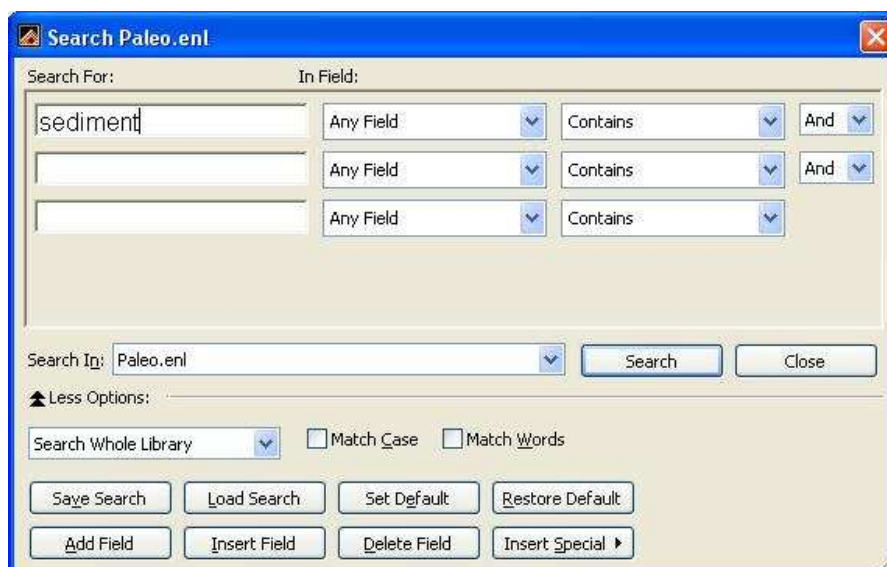 Search Paleo.enl
Search For: In Field:
sediment Any Field Contains And
Any Field Contains And
Any Field Contains
Search In: Paleo.enl Search Close
Less Options:
Search Whole Library Match Case Match Words
Save Search Load Search Set Default Restore Default
Add Field Insert Field Delete Field Insert Special